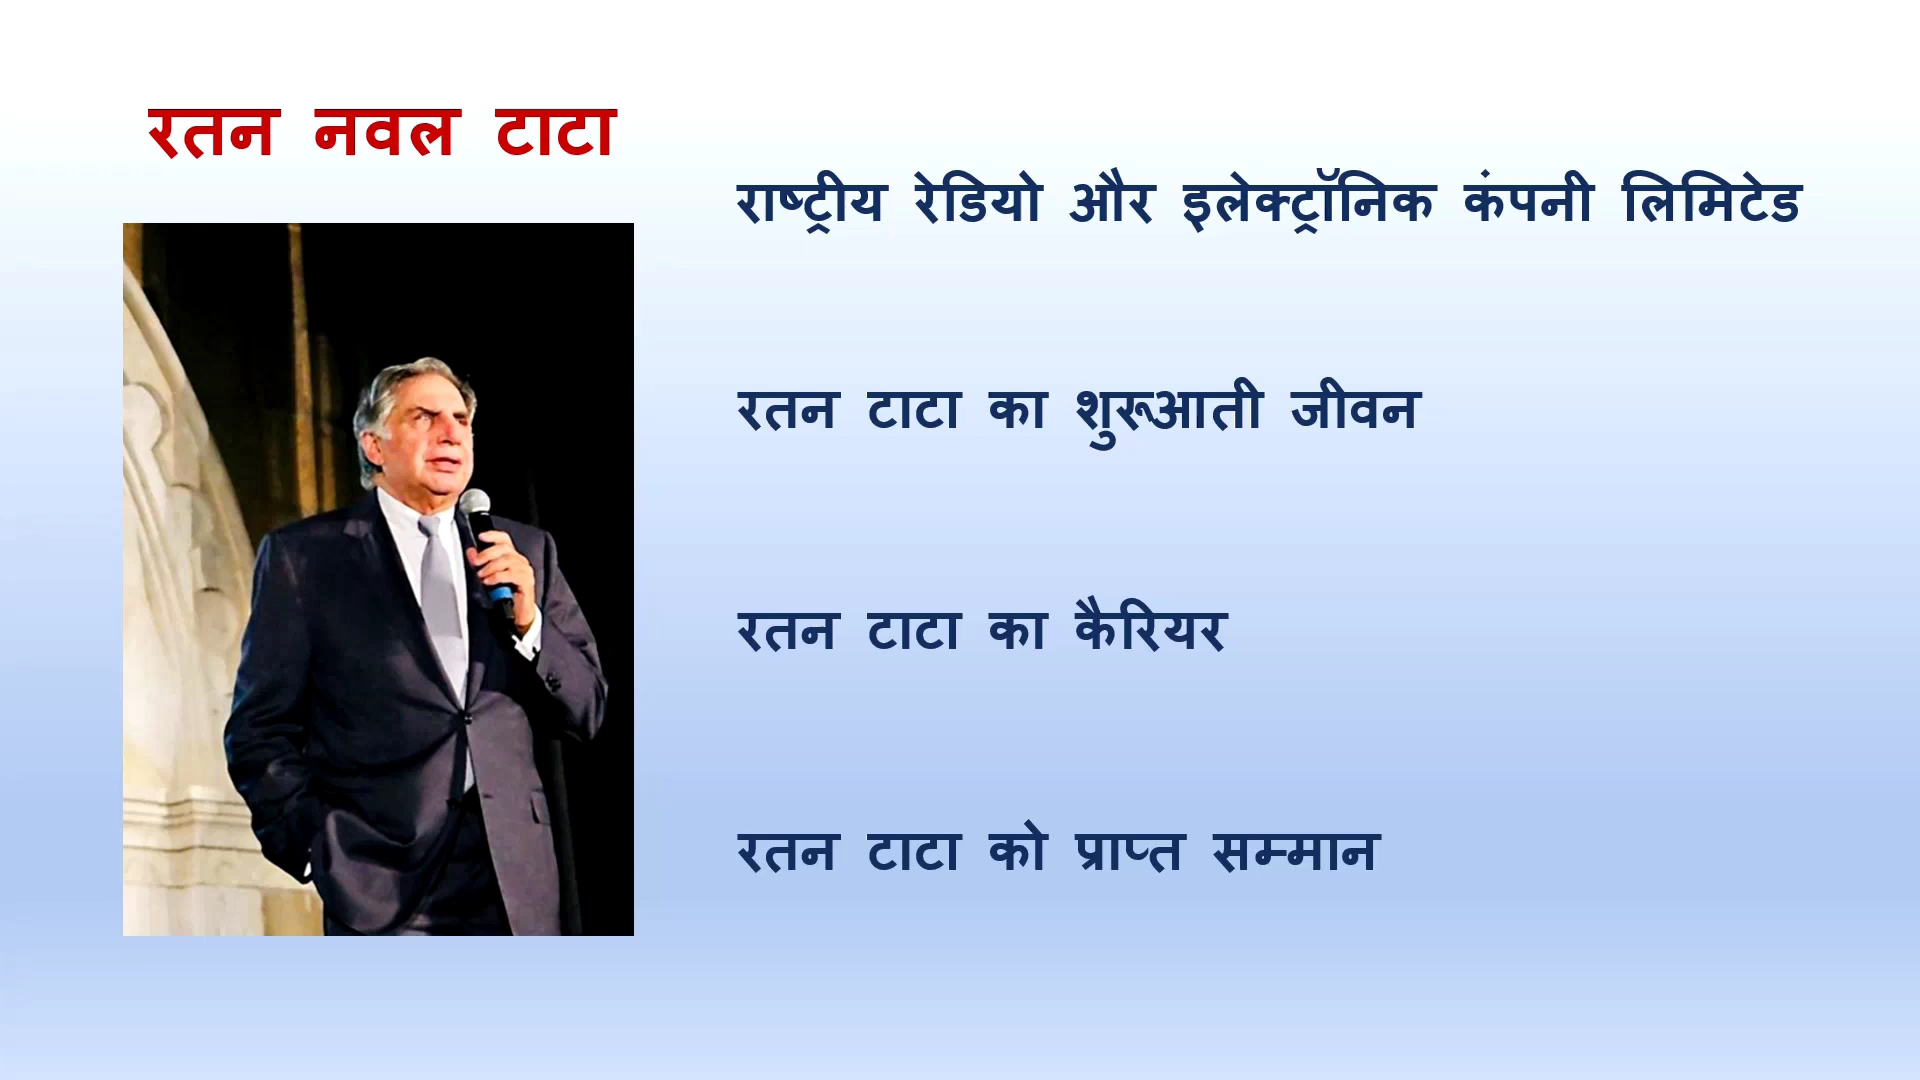 रतन नवल टाटा
राष्ट्रीय रेडियो और इलेक्ट्रॉनिक कंपनी लिमिटेड
रतन टाटा का शुरूआती जीवन
रतन टाटा का कैरियर
रतन टाटा को प्राप्त सम्मान